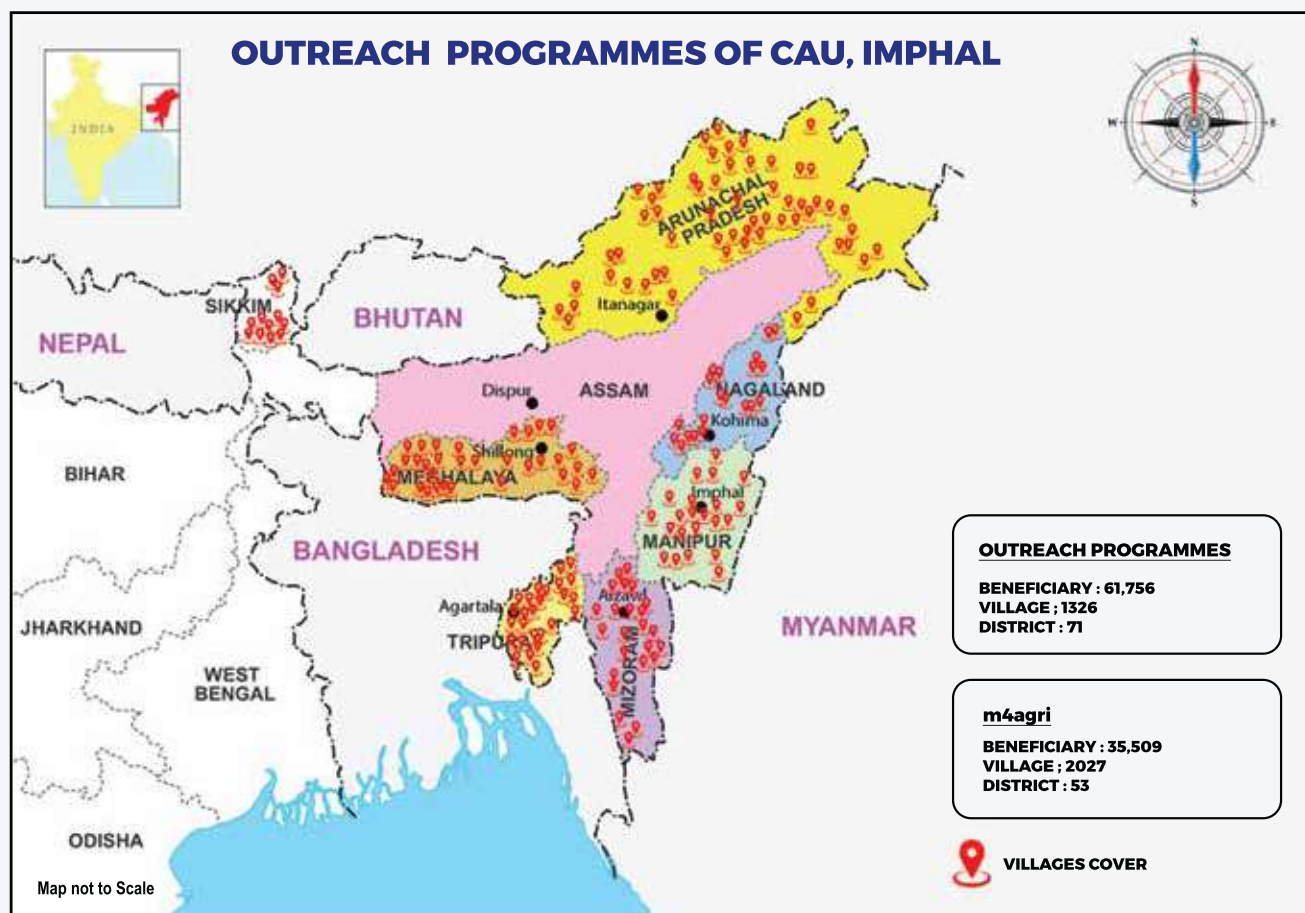 OUTREACH PROGRAMMES OF CAU, IMPHAL
INDIA
N
W
E
S
ARUNACHAL
PRADESH
SIKKIM
Itanagar
BHUTAN
NEPAL
Dispur
ASSAM
NAGALAND
Kohima
Shillong
MEGHALAYA
BIHAR
Imphal
MANIPUR
BANGLADESH
Agartala
Aizawl
TRIPURA
MIZORAM
MYANMAR
JHARKHAND
WEST
BENGAL
ODISHA
Map not to Scale
OUTREACH PROGRAMMES
BENEFICIARY : 61,756
VILLAGE ; 1326
DISTRICT : 71
m4agri
BENEFICIARY : 35,509
VILLAGE ; 2027
DISTRICT : 53
VILLAGES COVER